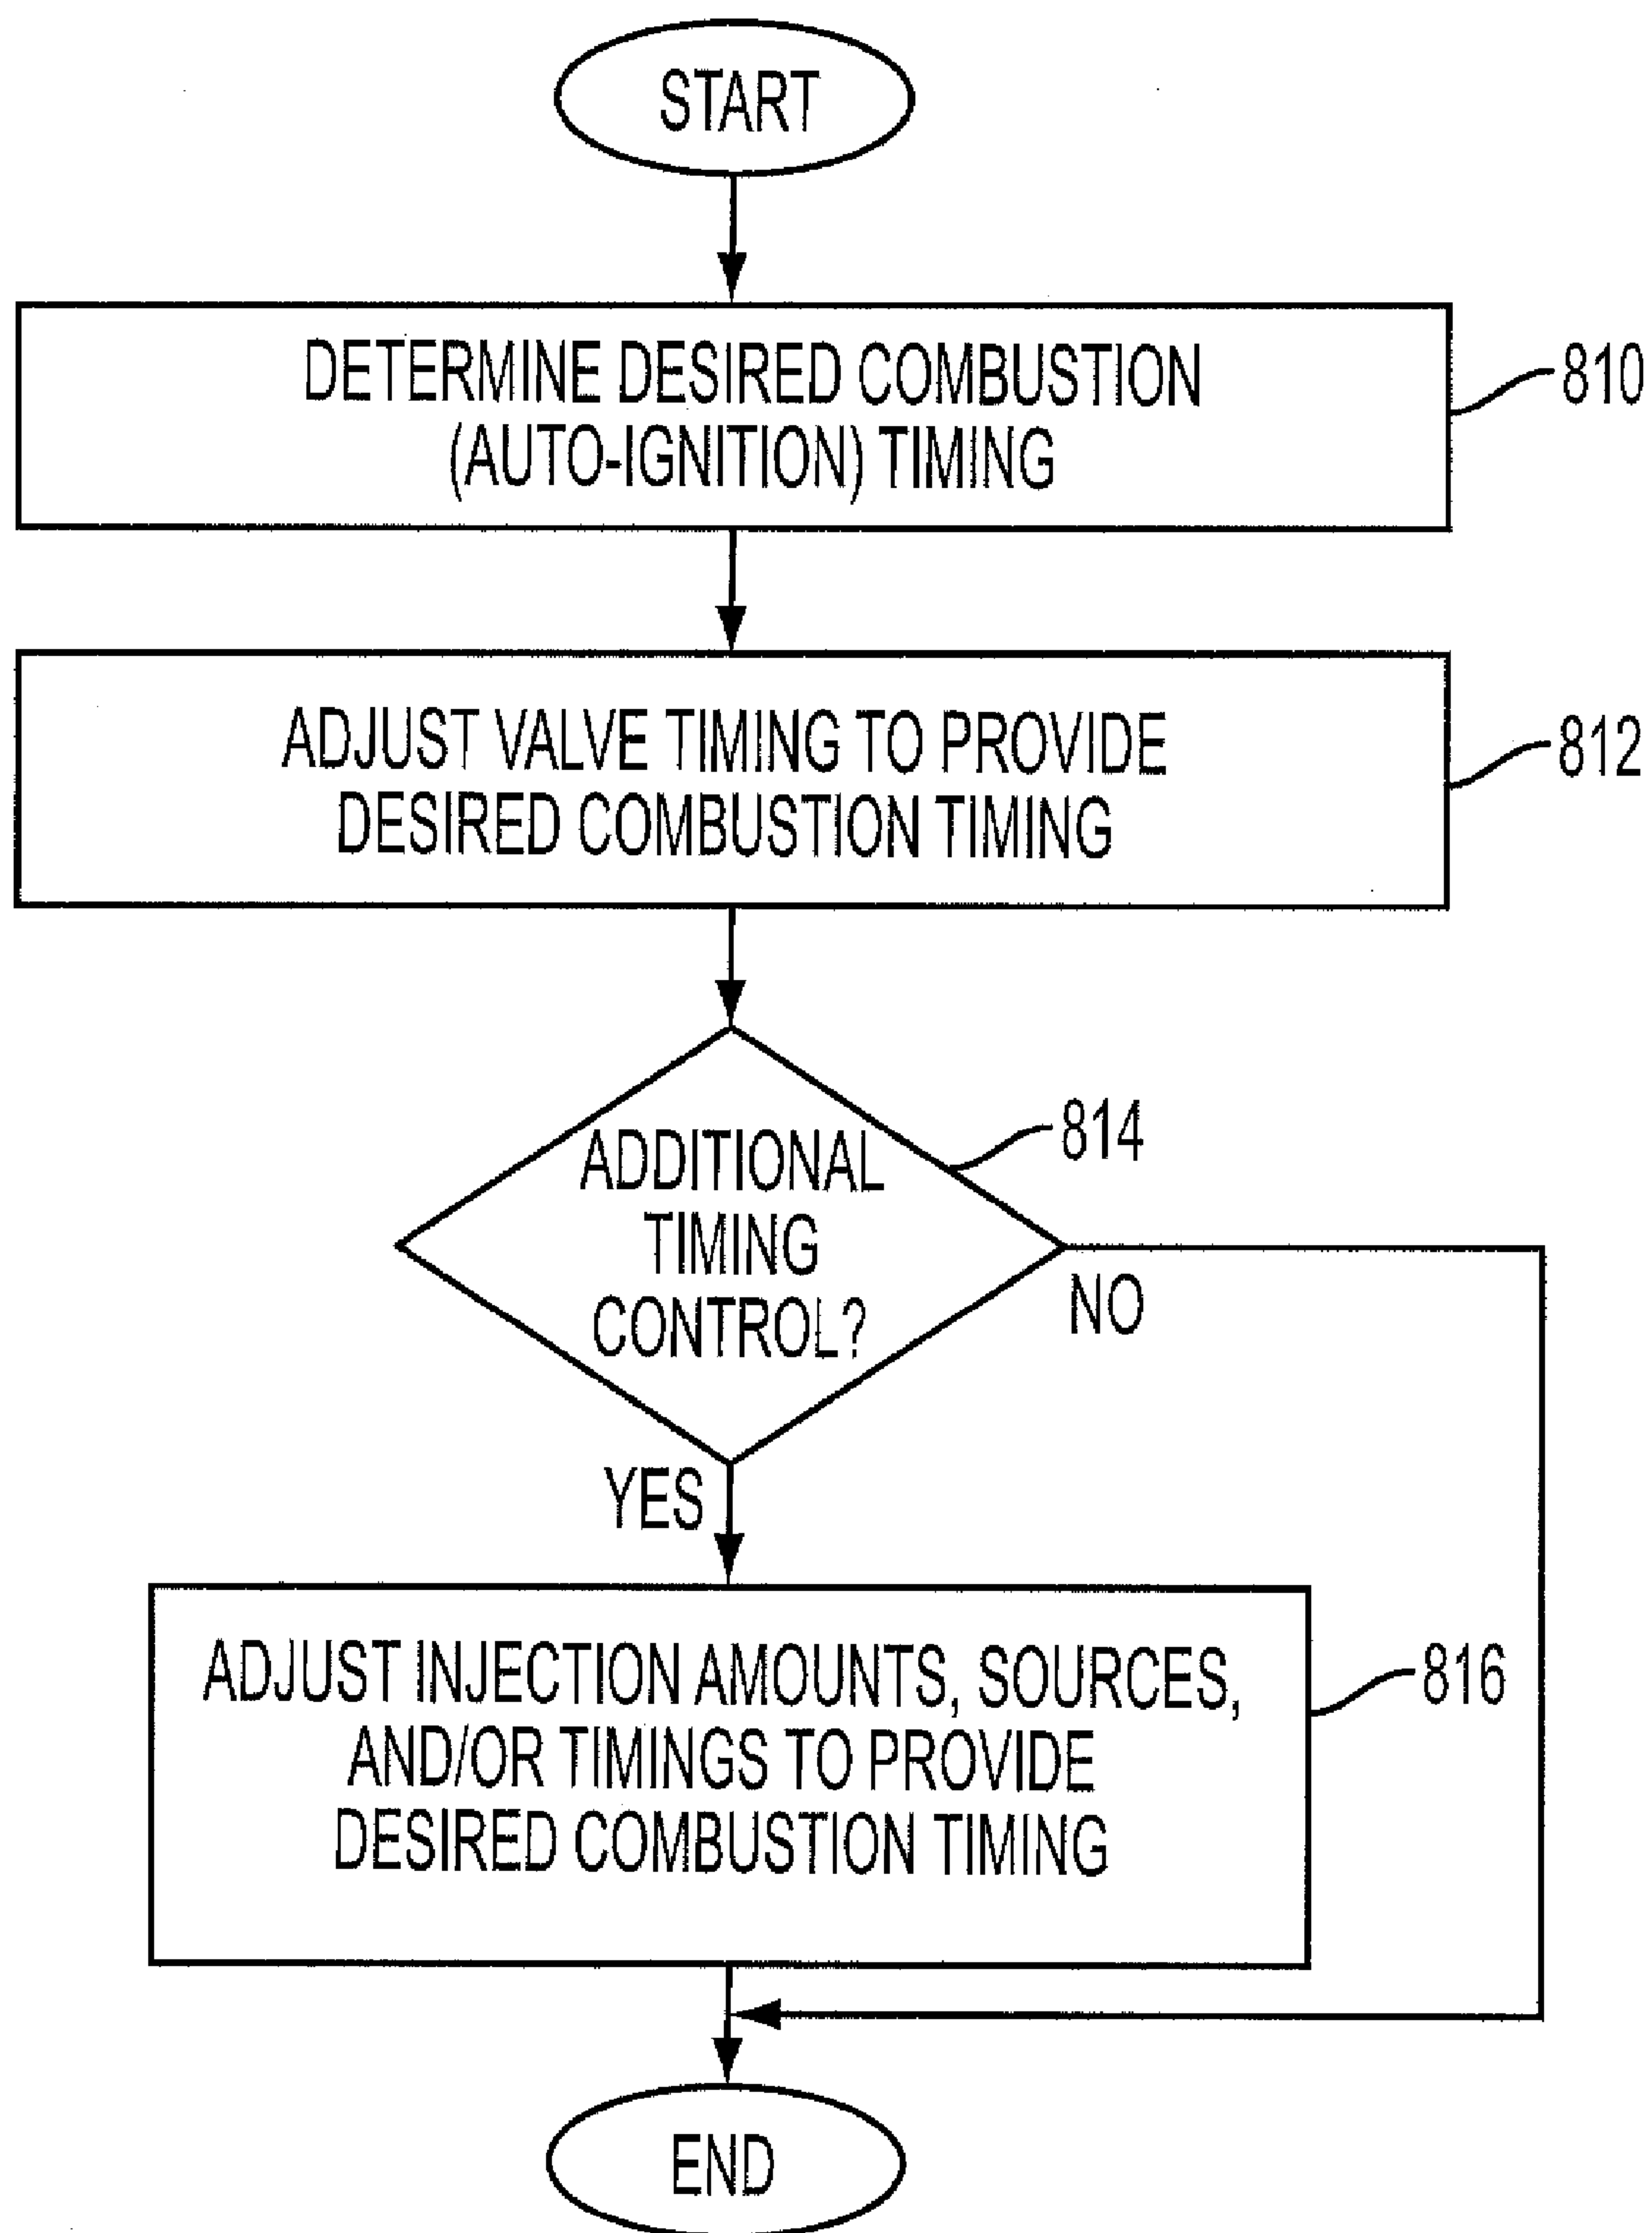 START
DETERMINE DESIRED COMBUSTION
(AUTO-IGNITION) TIMING
810
ADJUST VALVE TIMING TO PROVIDE
DESIRED COMBUSTION TIMING
812
ADDITIONAL
TIMING
CONTROL?
814
NO
YES
ADJUST INJECTION AMOUNTS, SOURCES,
AND/OR TIMINGS TO PROVIDE
DESIRED COMBUSTION TIMING
816
END